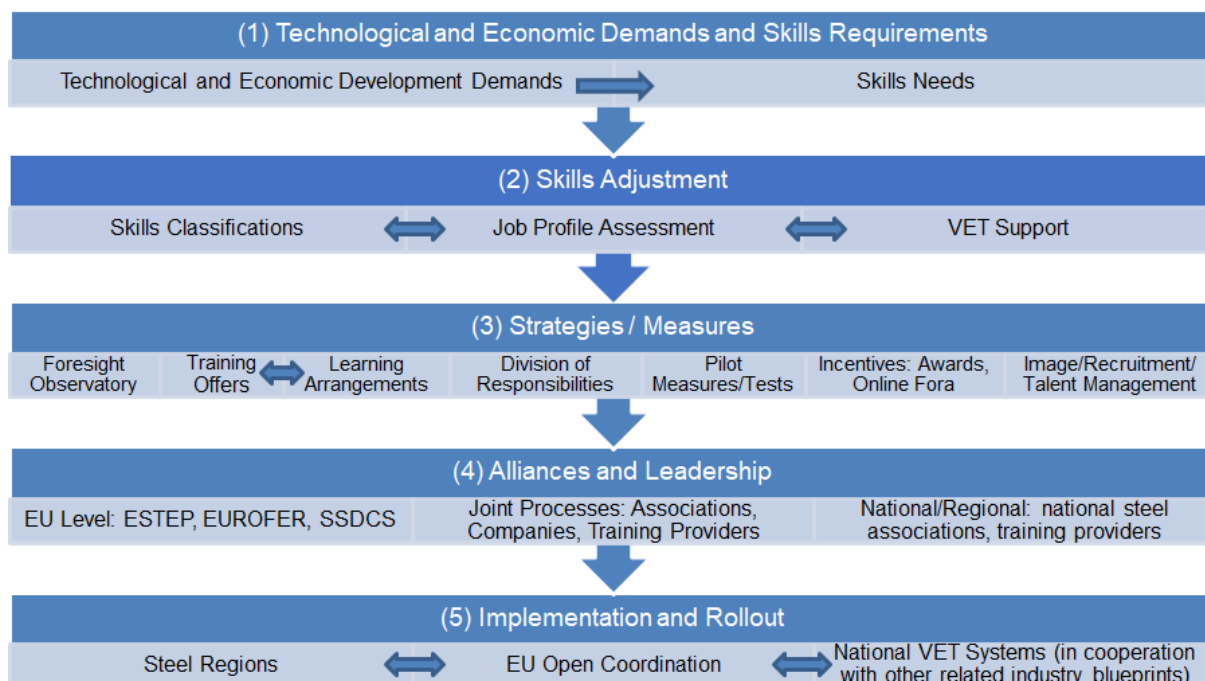 (1) Technological and Economic Demands and Skills Requirements
Technological and Economic Development Demands
Skills Needs
(2) Skills Adjustment
Skills Classifications
Job Profile Assessment
VET Support
(3) Strategies / Measures
Foresight
Observatory
Training
Offers
Learning
Arrangements
Division of
Responsibilities
Pilot
Measures/Tests
Incentives: Awards,
Online Fora
Image/Recruitment/
Talent Management
(4) Alliances and Leadership
EU Level: ESTEP, EUROFER, SSDCS
Joint Processes: Associations,
Companies, Training Providers
National/Regional: national steel
associations, training providers
(5) Implementation and Rollout
Steel Regions
EU Open Coordination
National VET Systems (in cooperation
with other related industry blueprints)